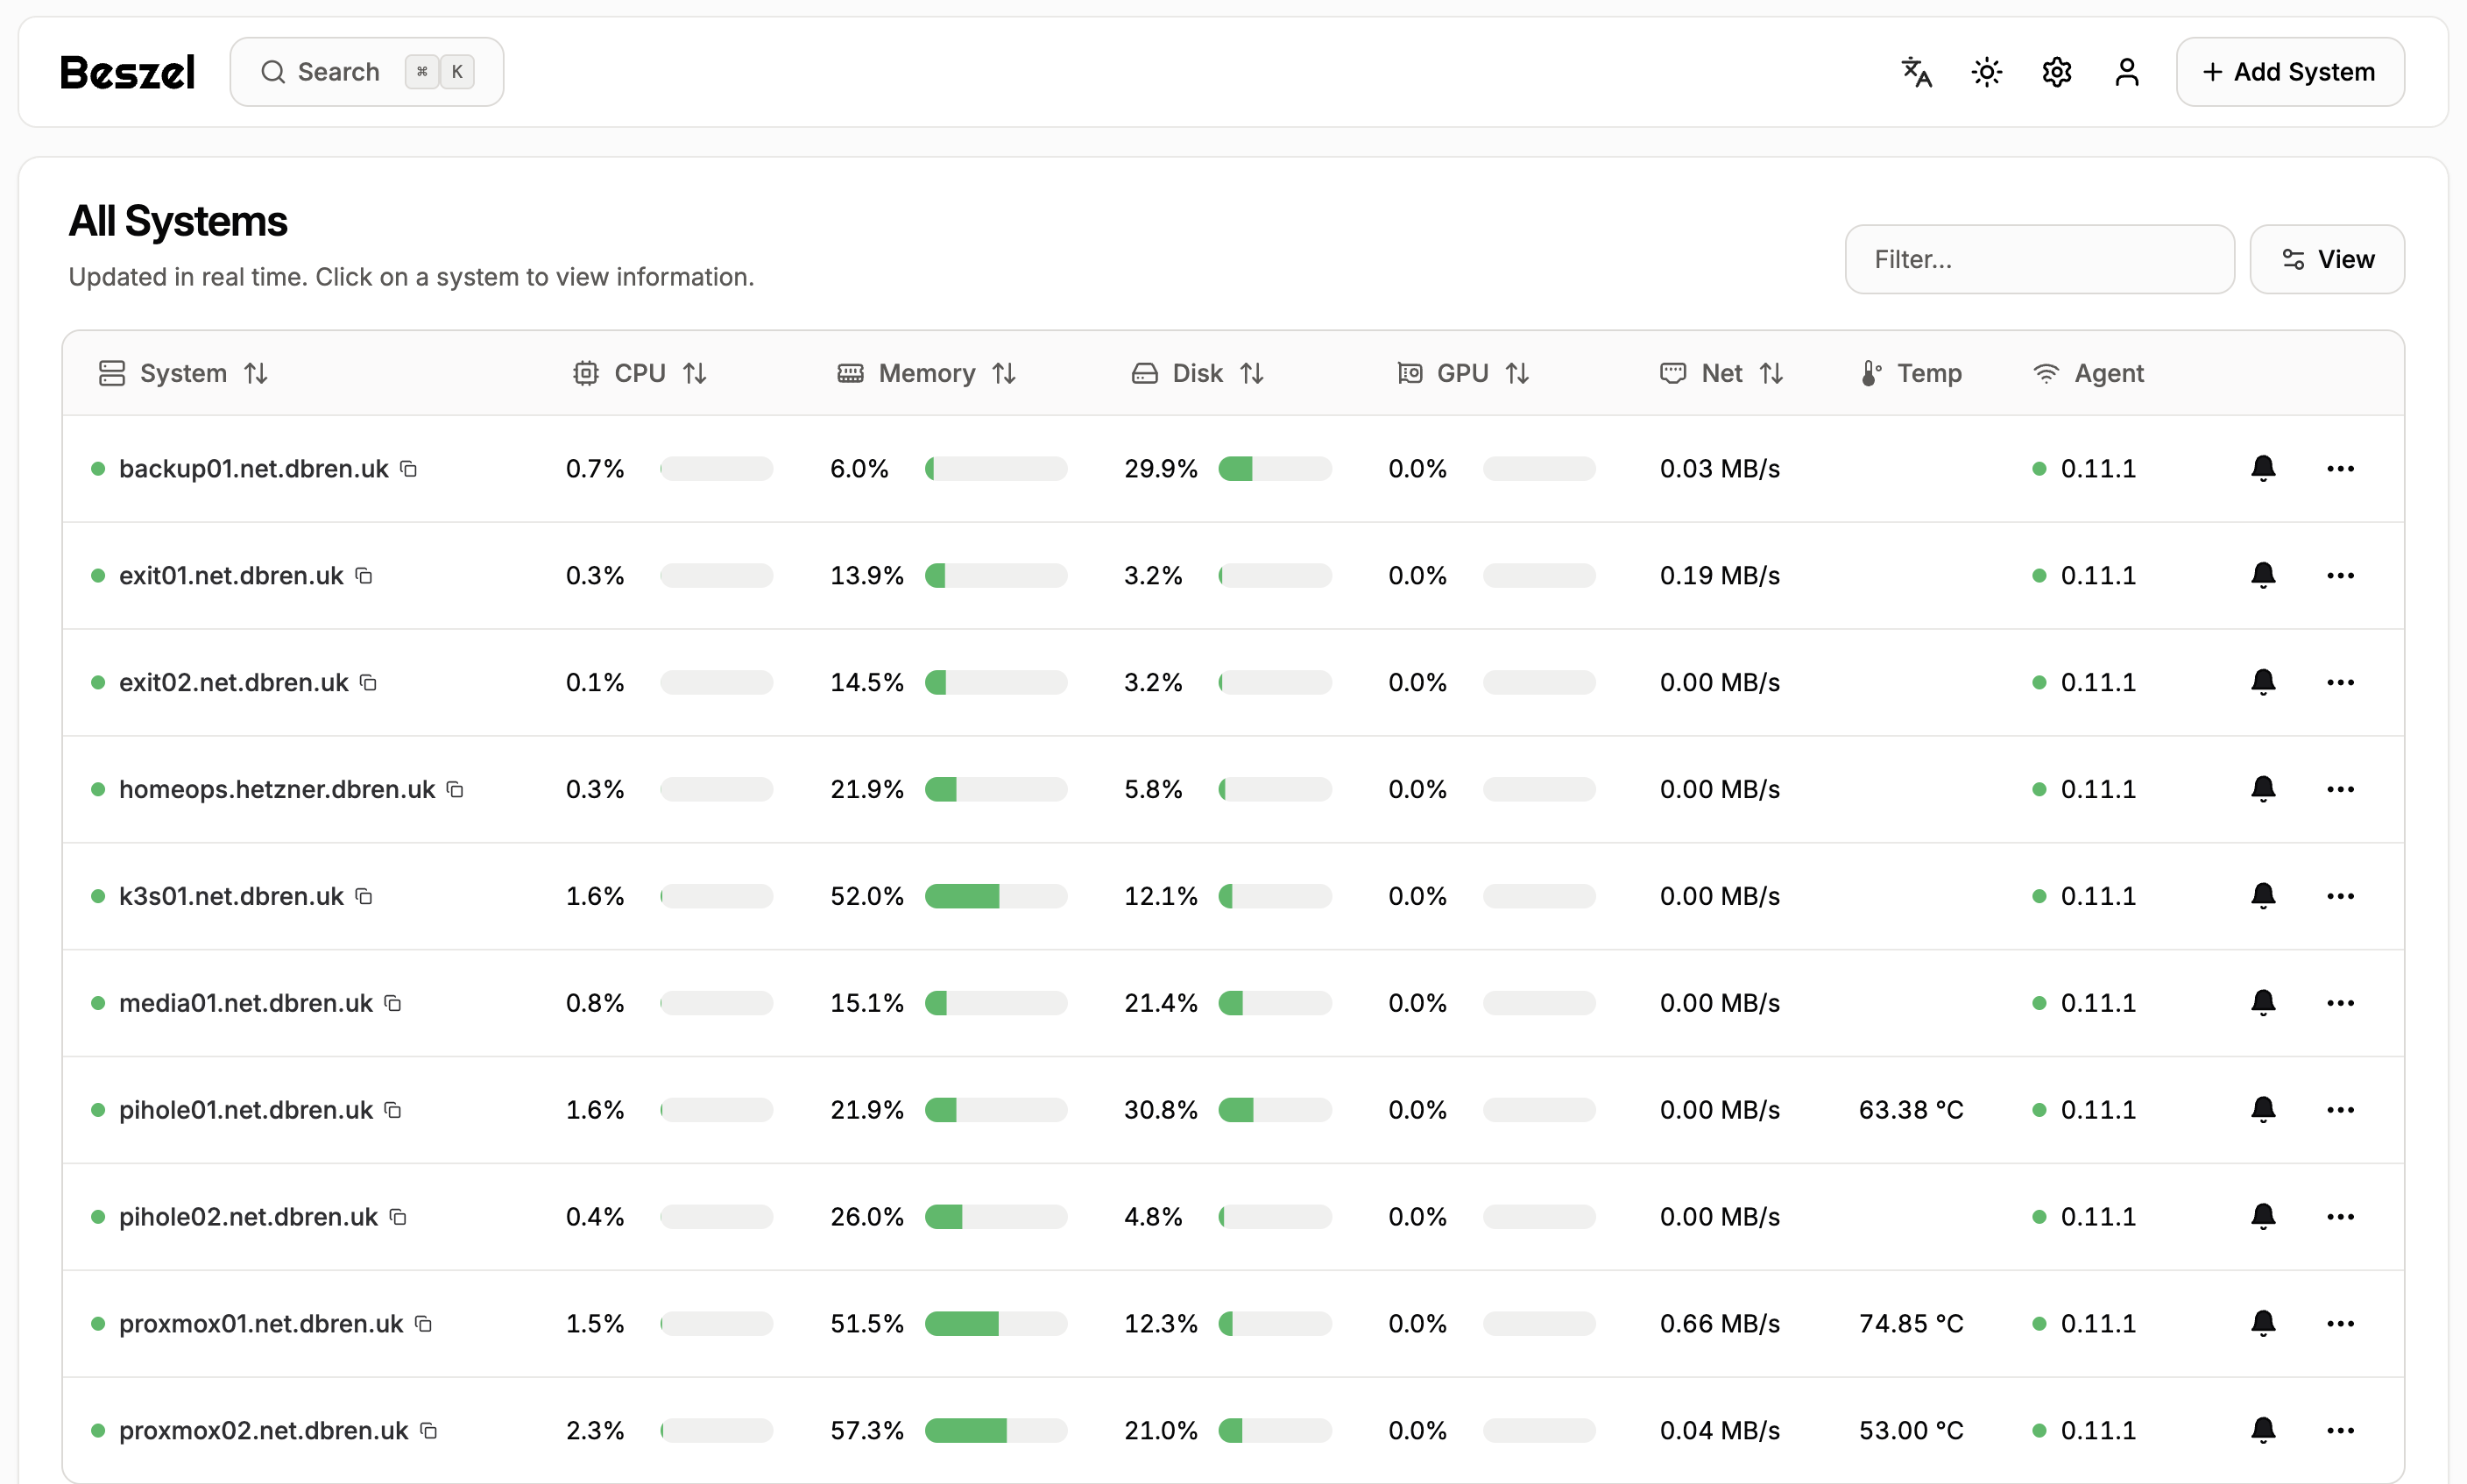 Beszel Search ⌘ K + Add System
All Systems
Updated in real time. Click on a system to view information.
Filter... View
System CPU Memory Disk GPU Net Temp Agent
backup01.net.dbren.uk 0.7% 6.0% 29.9% 0.0% 0.03 MB/s 0.11.1
exit01.net.dbren.uk 0.3% 13.9% 3.2% 0.0% 0.19 MB/s 0.11.1
exit02.net.dbren.uk 0.1% 14.5% 3.2% 0.0% 0.00 MB/s 0.11.1
homeops.hetzner.dbren.uk 0.3% 21.9% 5.8% 0.0% 0.00 MB/s 0.11.1
k3s01.net.dbren.uk 1.6% 52.0% 12.1% 0.0% 0.00 MB/s 0.11.1
media01.net.dbren.uk 0.8% 15.1% 21.4% 0.0% 0.00 MB/s 0.11.1
pihole01.net.dbren.uk 1.6% 21.9% 30.8% 0.0% 0.00 MB/s 63.38 °C 0.11.1
pihole02.net.dbren.uk 0.4% 26.0% 4.8% 0.0% 0.00 MB/s 0.11.1
proxmox01.net.dbren.uk 1.5% 51.5% 12.3% 0.0% 0.66 MB/s 74.85 °C 0.11.1
proxmox02.net.dbren.uk 2.3% 57.3% 21.0% 0.0% 0.04 MB/s 53.00 °C 0.11.1